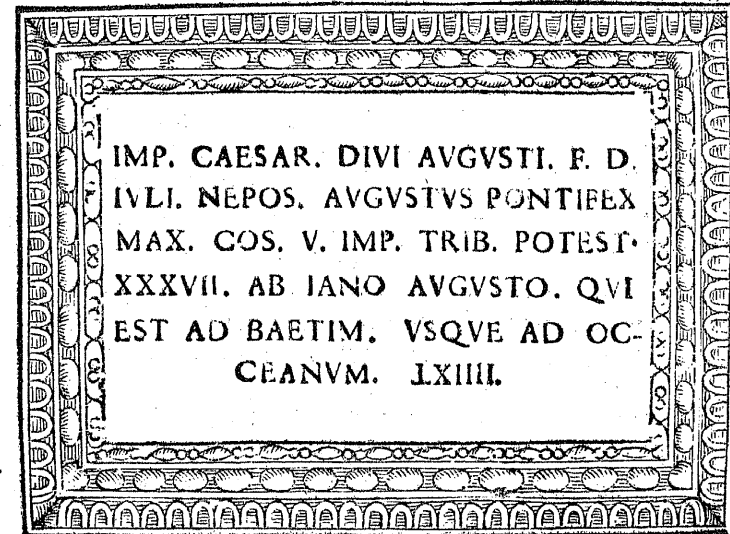 IMP. CAESAR. DIVI AVGVSTI. F. D.
IVLI. NEPOS. AVGVSTVS PONTIFEX
MAX. COS. V. IMP. TRIB. POTEST.
XXXVII. AB IANO AVGVSTO. QVI
EST AD BAETIM. VSQVE AD OC-
CEANVM. LXIIII.